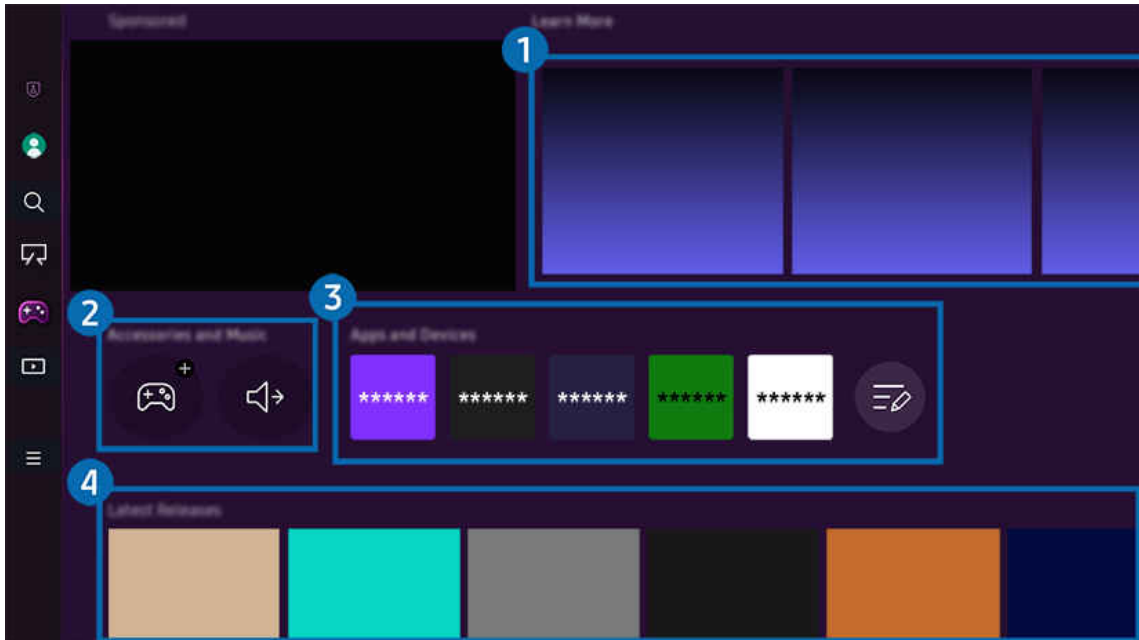 Sponsored
Learn More
1
2
3
Accessories and Music
Apps and Devices
******
******
******
******
******
4
Latest Releases